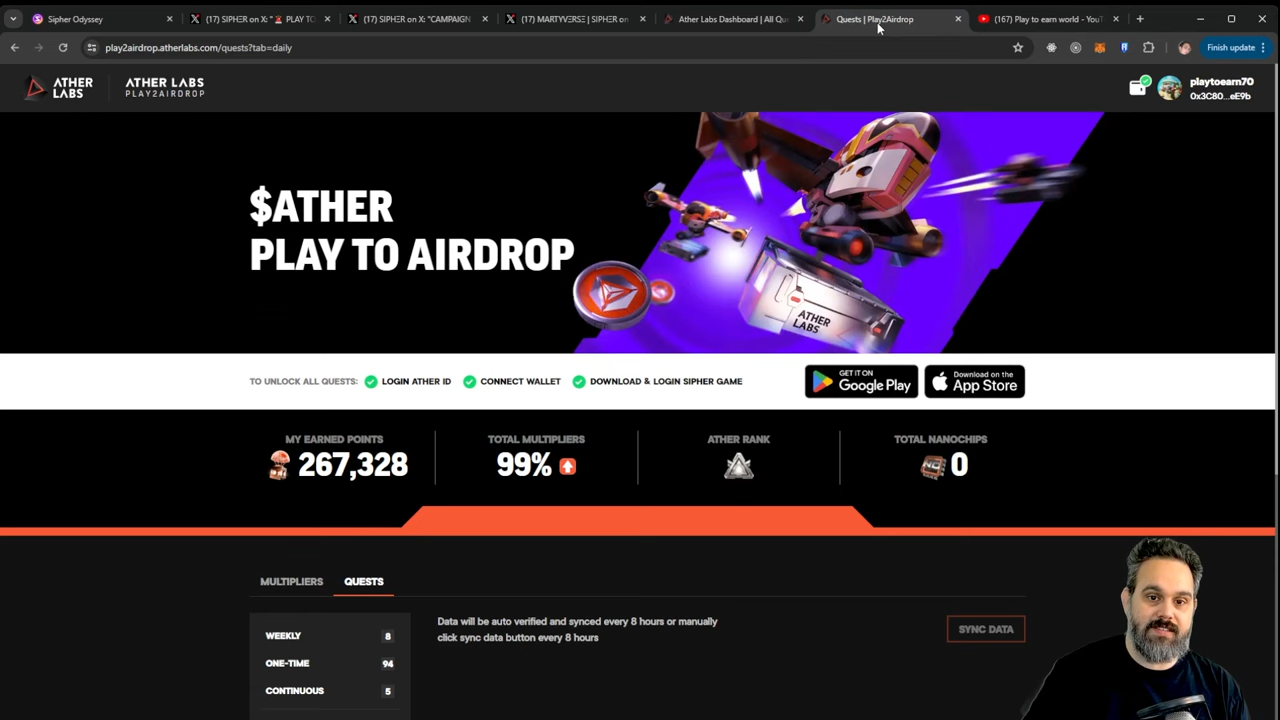 Sipher Odyssey
(17) SIPHER on X: "🚨 PLAY TO
(17) SIPHER on X: "CAMPAIGN
(17) MARTYVΞRSΞ | SIPHER on
Ather Labs Dashboard | All Qu
Quests | Play2Airdrop
(167) Play to earn world - YouT
play2airdrop.atherlabs.com/quests?tab=daily
Finish update
ATHER LABS
ATHER LABS
PLAY2AIRDROP
playtoearn70
0x3C80...eE9b
$ATHER
PLAY TO AIRDROP
ATHER
LABS
TO UNLOCK ALL QUESTS: LOGIN ATHER ID CONNECT WALLET DOWNLOAD & LOGIN SIPHER GAME
GET IT ON
Google Play
Download on the
App Store
MY EARNED POINTS
267,328
TOTAL MULTIPLIERS
99%
ATHER RANK
TOTAL NANOCHIPS
0
MULTIPLIERS QUESTS
WEEKLY 8
ONE-TIME 94
CONTINUOUS 5
Data will be auto verified and synced every 8 hours or manually
click sync data button every 8 hours
SYNC DATA